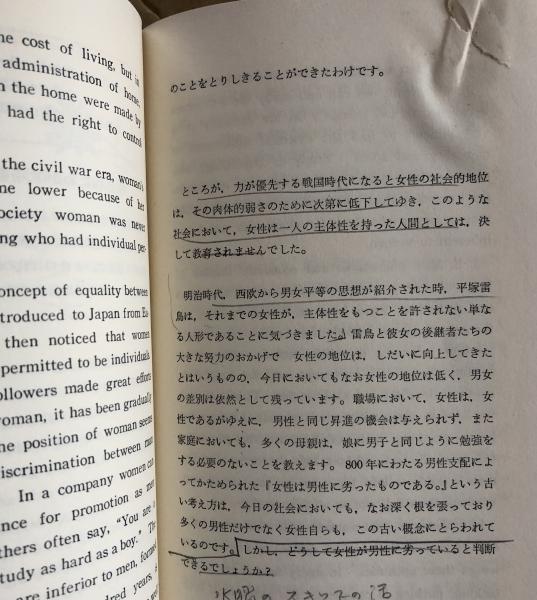 he cost of living, but in
administration of home.
n the home were made by
had the right to control
the civil war era, woman's
ne lower because of her
society woman was never
ng who had individual per-
oncept of equality between
troduced to Japan from Eu-
then noticed that women
permitted to be individuals
ollowers made great efforts
woman, it has been gradually
he position of woman seems
discrimination between man
In a company women can
ance for promotion as man
others often say, "You are
study as hard as a boy." The
are inferior to men, formed
hundred years, is
のことをとりしきることができたわけです。
ところが、力が優先する戦国時代になると女性の社会的地位
は、その肉体的弱さのために次第に低下してゆき、このような
社会において、女性は一人の主体性を持った人間としては、決
して教育されませんでした。
明治時代、西欧から男女平等の思想が紹介された時、平塚雷
鳥は、それまでの女性が、主体性をもつことを許されない単な
る人形であることに気づきました。雷鳥と彼女の後継者たちの
大きな努力のおかげで 女性の地位は、しだいに向上してきた
とはいうものの、今日においてもなお女性の地位は低く、男女
の差別は依然として残っています。職場において、女性は、女
性であるがゆえに、男性と同じ昇進の機会は与えられず、また
家庭においても、多くの母親は、娘に男子と同じように勉強を
する必要のないことを教えます。800年にわたる男性支配によ
ってかためられた『女性は男性に劣ったものである。』という古
い考え方は、今日の社会においても、なお深く根を張っており
多くの男性だけでなく女性自らも、この古い概念にとらわれて
いるのです。しかし、どうして女性が男性に劣っていると判断
できるでしょうか?